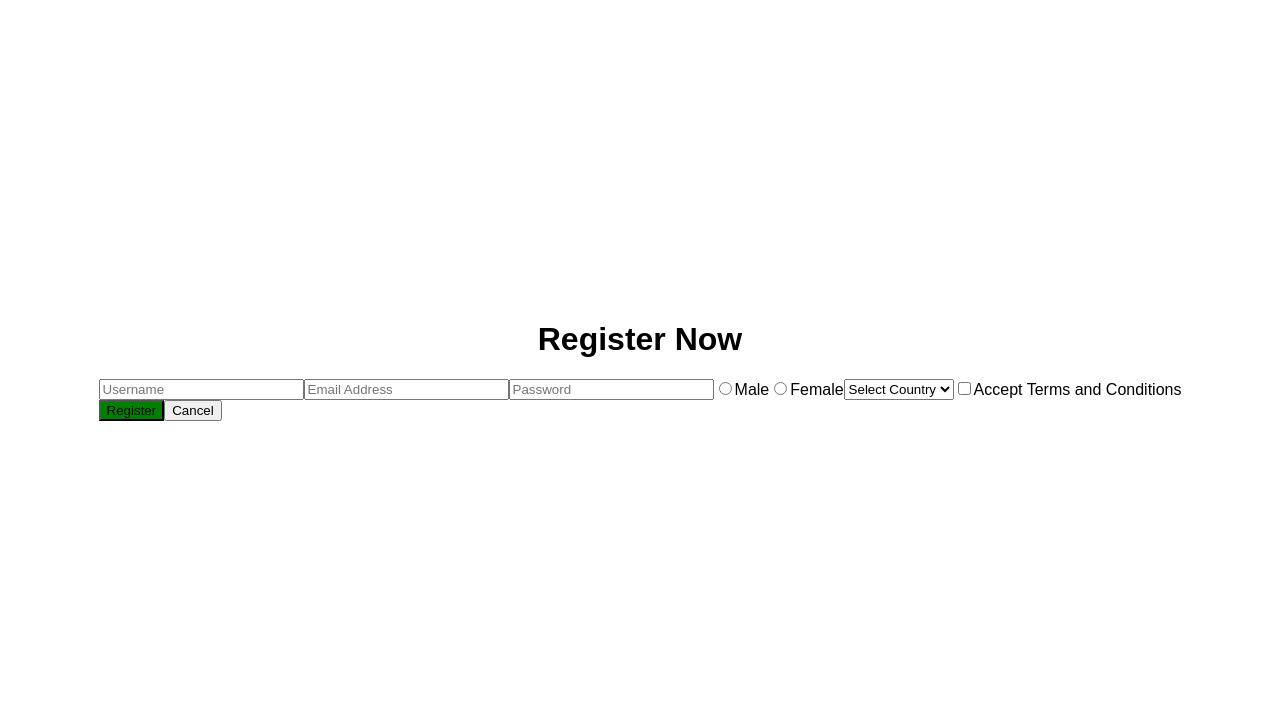 Register Now
Username Email Address Password Male Female Select Country Accept Terms and Conditions
Register Cancel